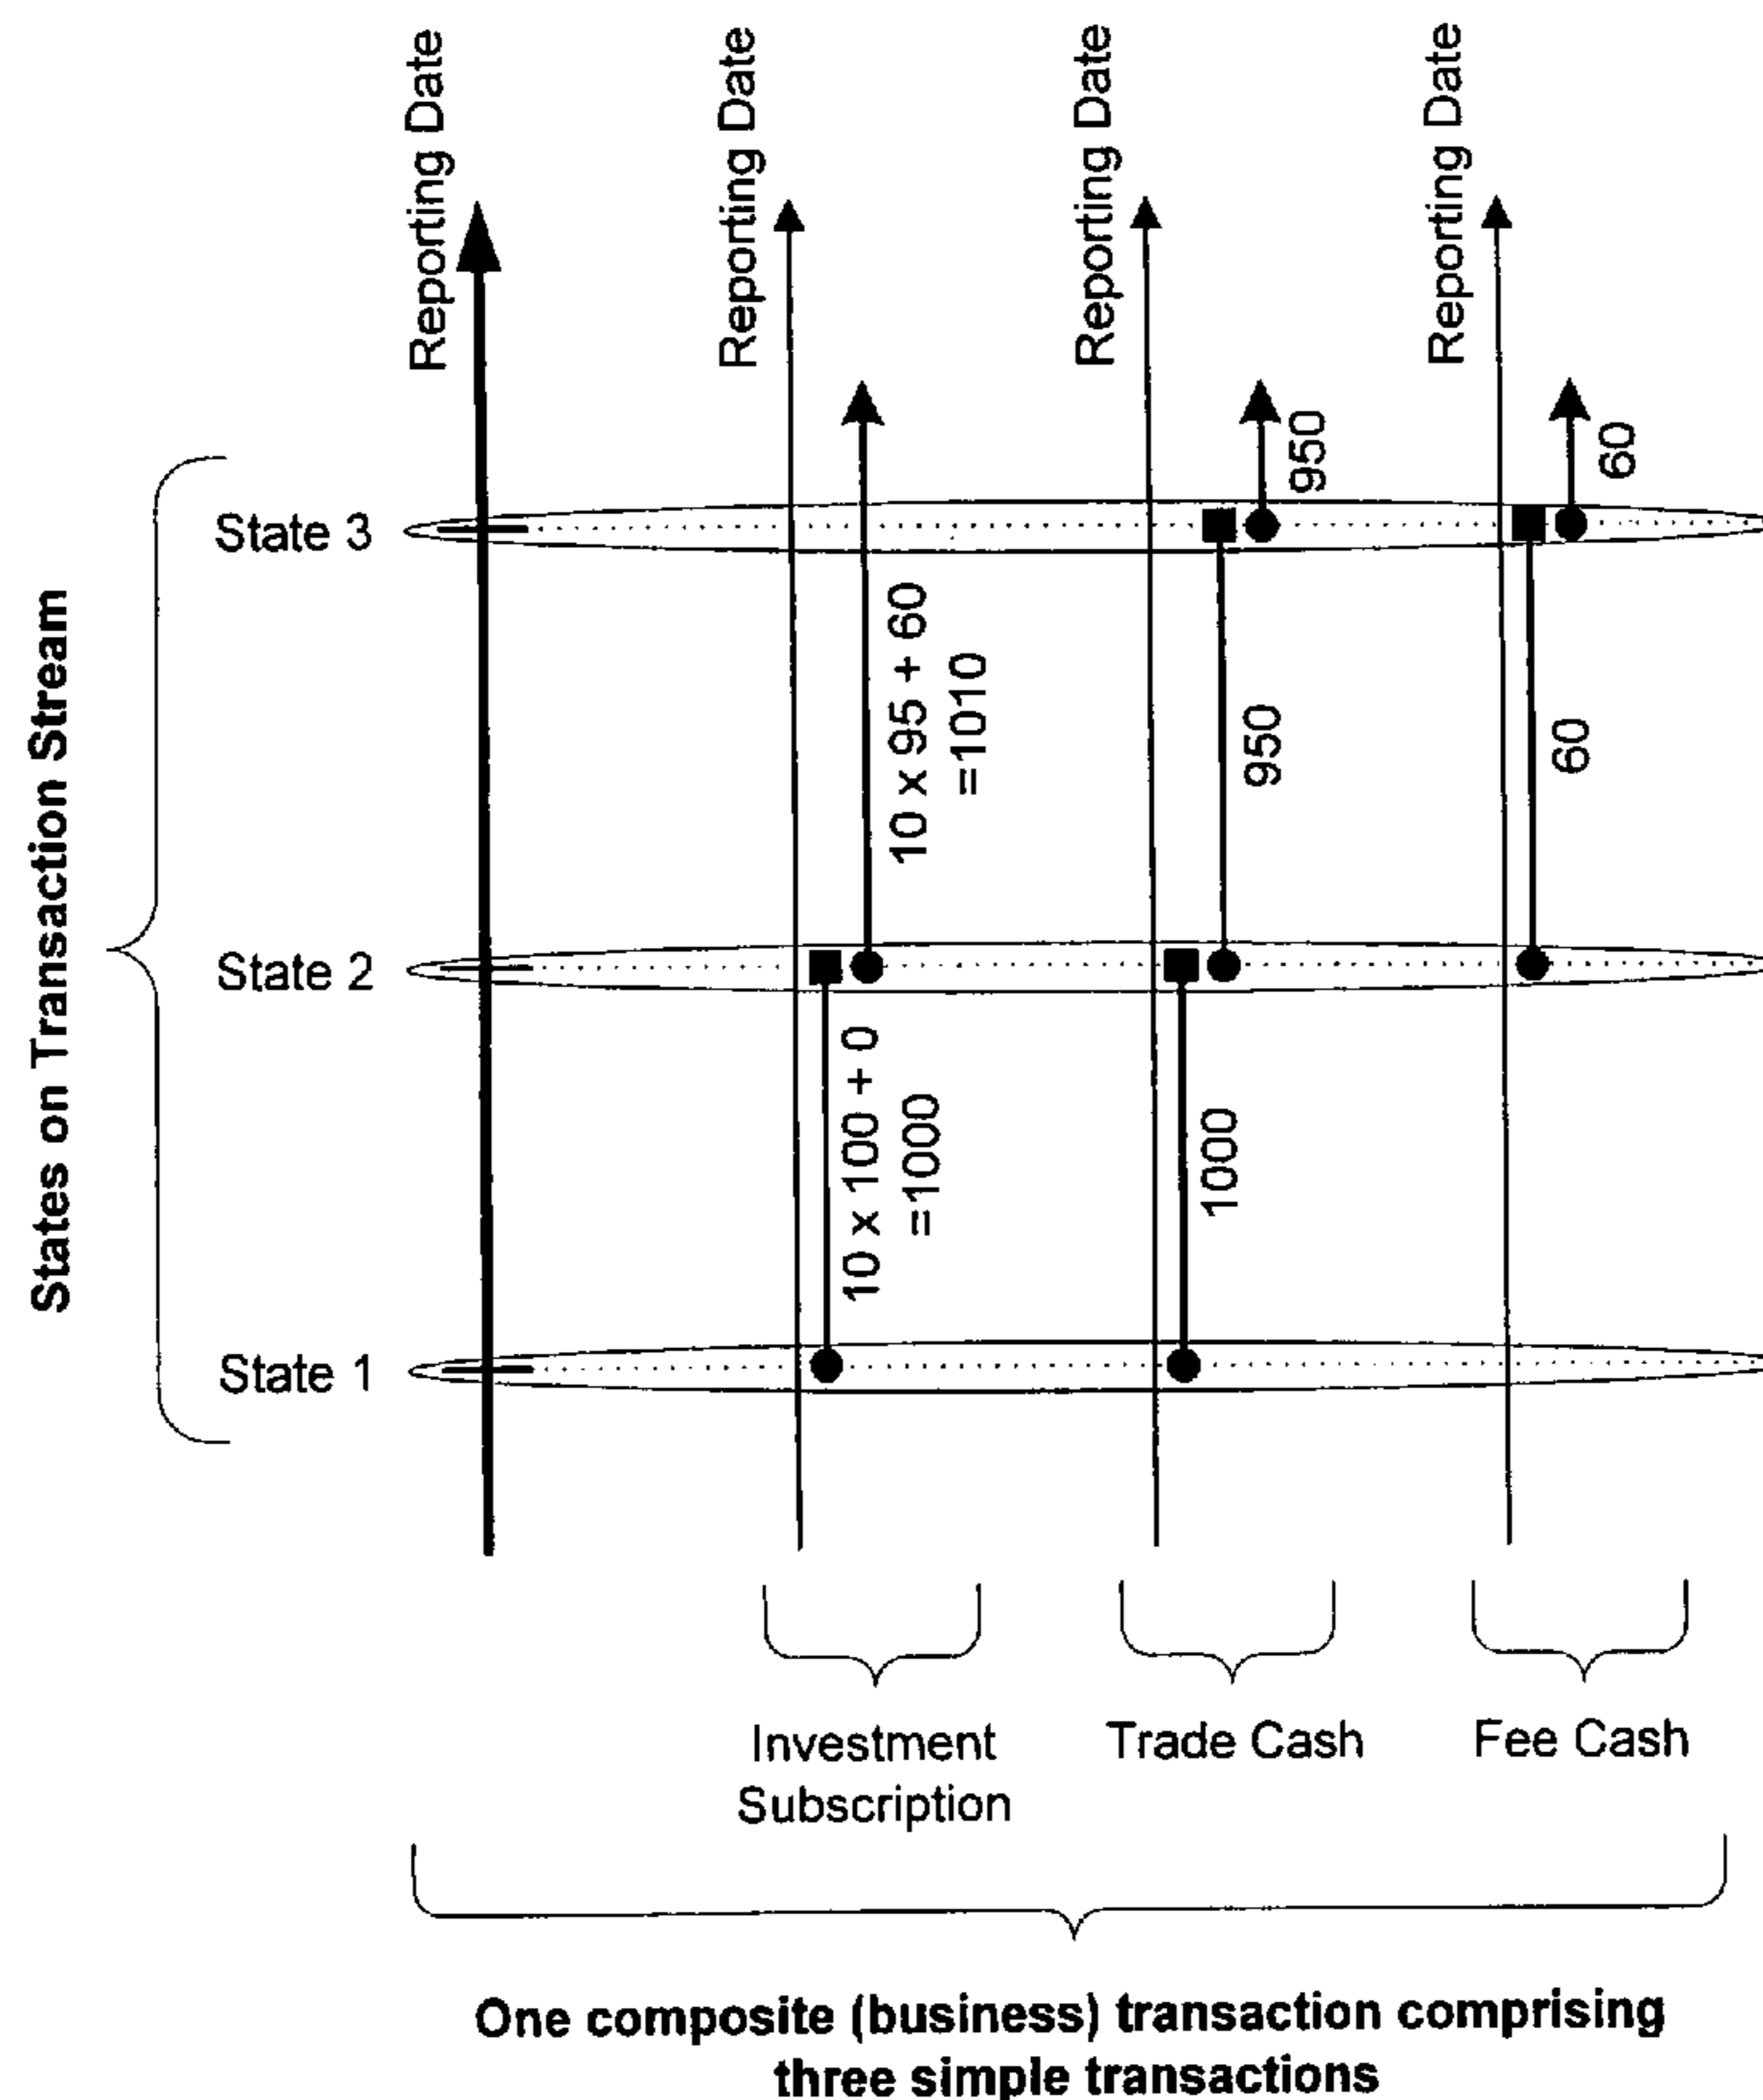 Reporting Date
Reporting Date
Reporting Date
Reporting Date
States on Transaction Stream
State 3
950
60
10 x 95 + 60
=1010
950
60
State 2
10 x 100 + 0
=1000
1000
State 1
Investment
Subscription
Trade Cash
Fee Cash
One composite (business) transaction comprising
three simple transactions